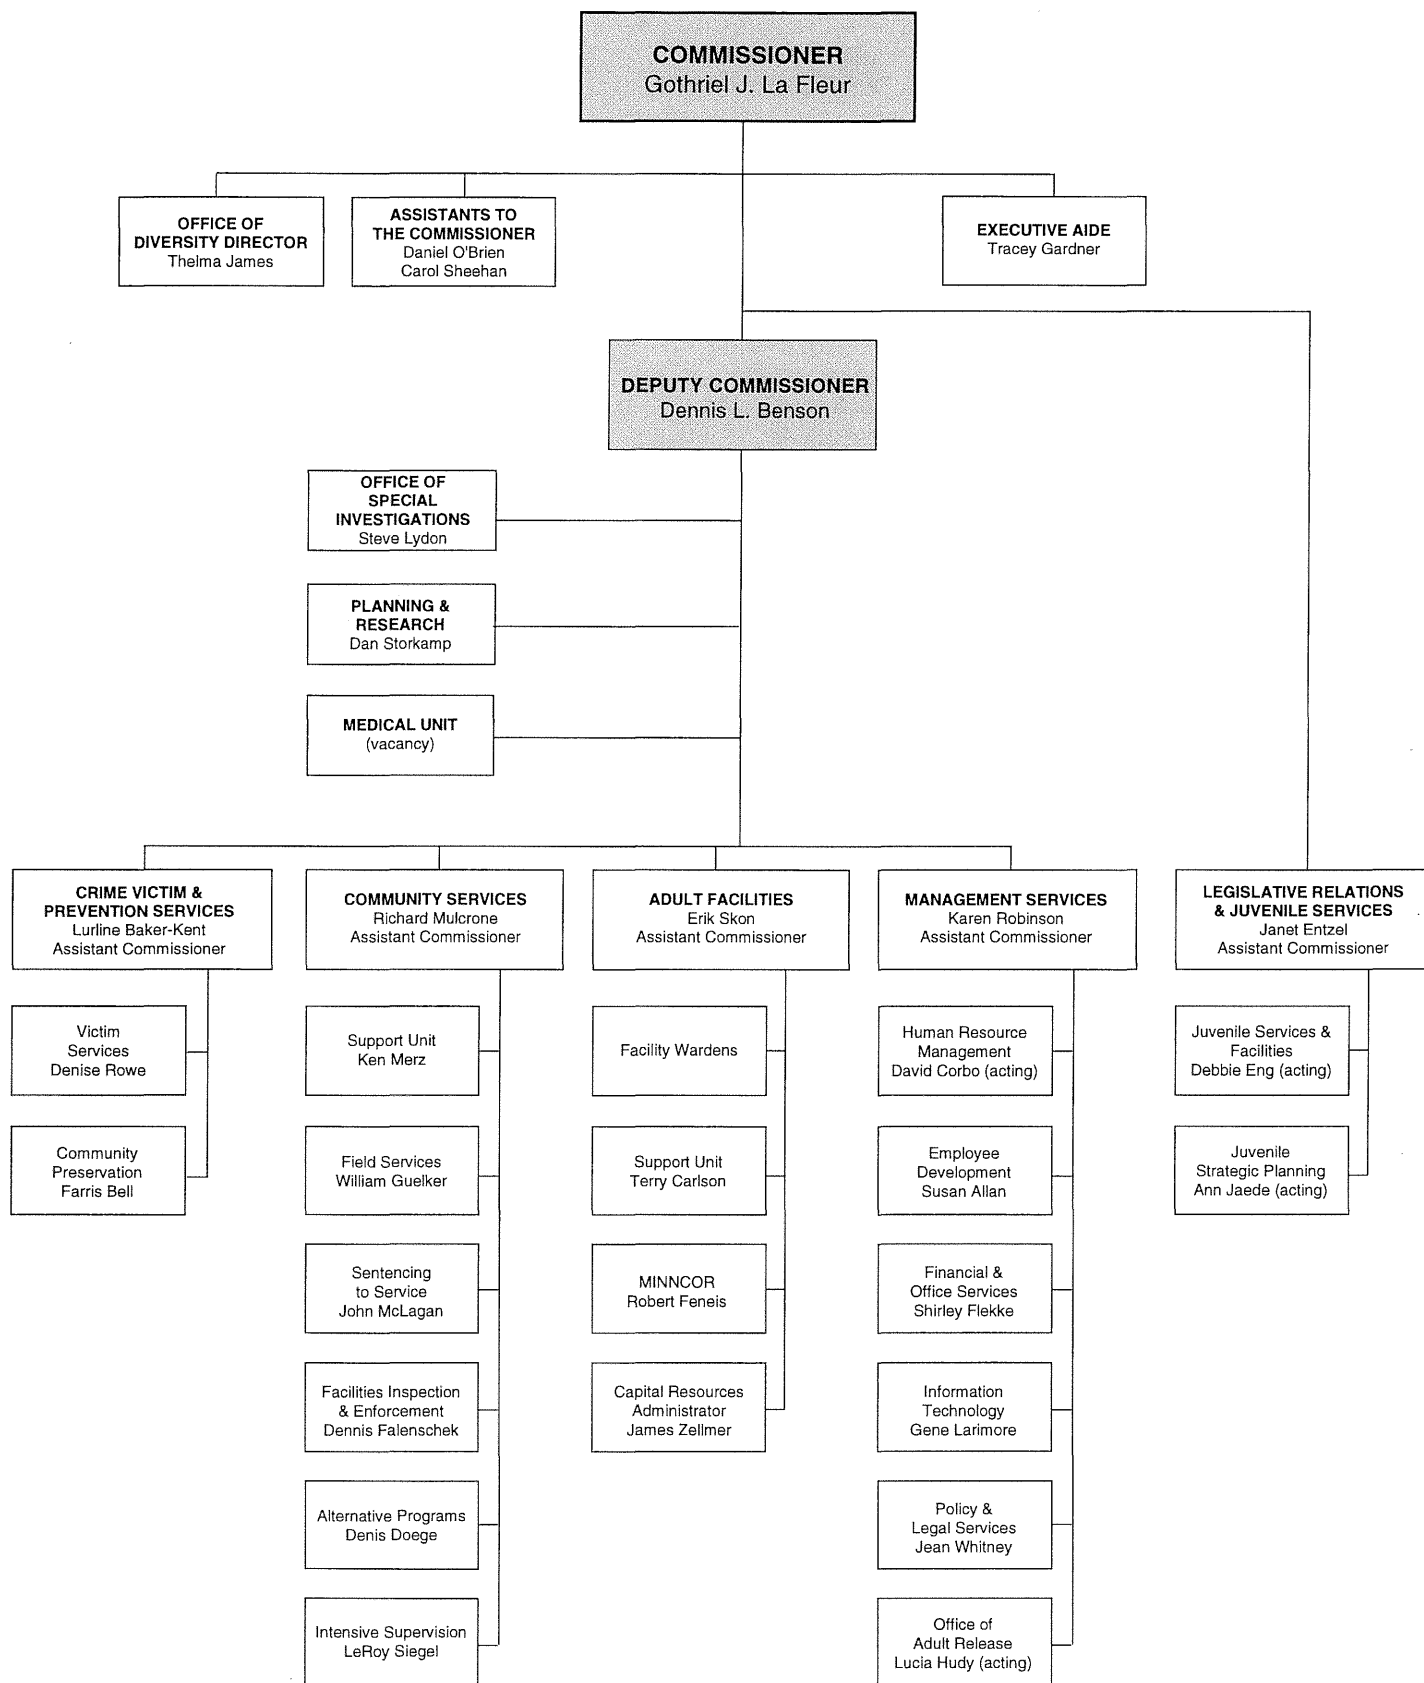 COMMISSIONER
Gothriel J. La Fleur
OFFICE OF
DIVERSITY DIRECTOR
Thelma James
ASSISTANTS TO
THE COMMISSIONER
Daniel O'Brien
Carol Sheehan
EXECUTIVE AIDE
Tracey Gardner
DEPUTY COMMISSIONER
Dennis L. Benson
OFFICE OF
SPECIAL
INVESTIGATIONS
Steve Lydon
PLANNING &
RESEARCH
Dan Storkamp
MEDICAL UNIT
(vacancy)
CRIME VICTIM &
PREVENTION SERVICES
Lurline Baker-Kent
Assistant Commissioner
COMMUNITY SERVICES
Richard Mulcrone
Assistant Commissioner
ADULT FACILITIES
Erik Skon
Assistant Commissioner
MANAGEMENT SERVICES
Karen Robinson
Assistant Commissioner
LEGISLATIVE RELATIONS
& JUVENILE SERVICES
Janet Entzel
Assistant Commissioner
Victim
Services
Denise Rowe
Community
Preservation
Farris Bell
Support Unit
Ken Merz
Field Services
William Guelker
Sentencing
to Service
John McLagan
Facilities Inspection
& Enforcement
Dennis Falenschek
Alternative Programs
Denis Doege
Intensive Supervision
LeRoy Siegel
Facility Wardens
Support Unit
Terry Carlson
MINNCOR
Robert Feneis
Capital Resources
Administrator
James Zellmer
Human Resource
Management
David Corbo (acting)
Employee
Development
Susan Allan
Financial &
Office Services
Shirley Flekke
Information
Technology
Gene Larimore
Policy &
Legal Services
Jean Whitney
Office of
Adult Release
Lucia Hudy (acting)
Juvenile Services &
Facilities
Debbie Eng (acting)
Juvenile
Strategic Planning
Ann Jaede (acting)